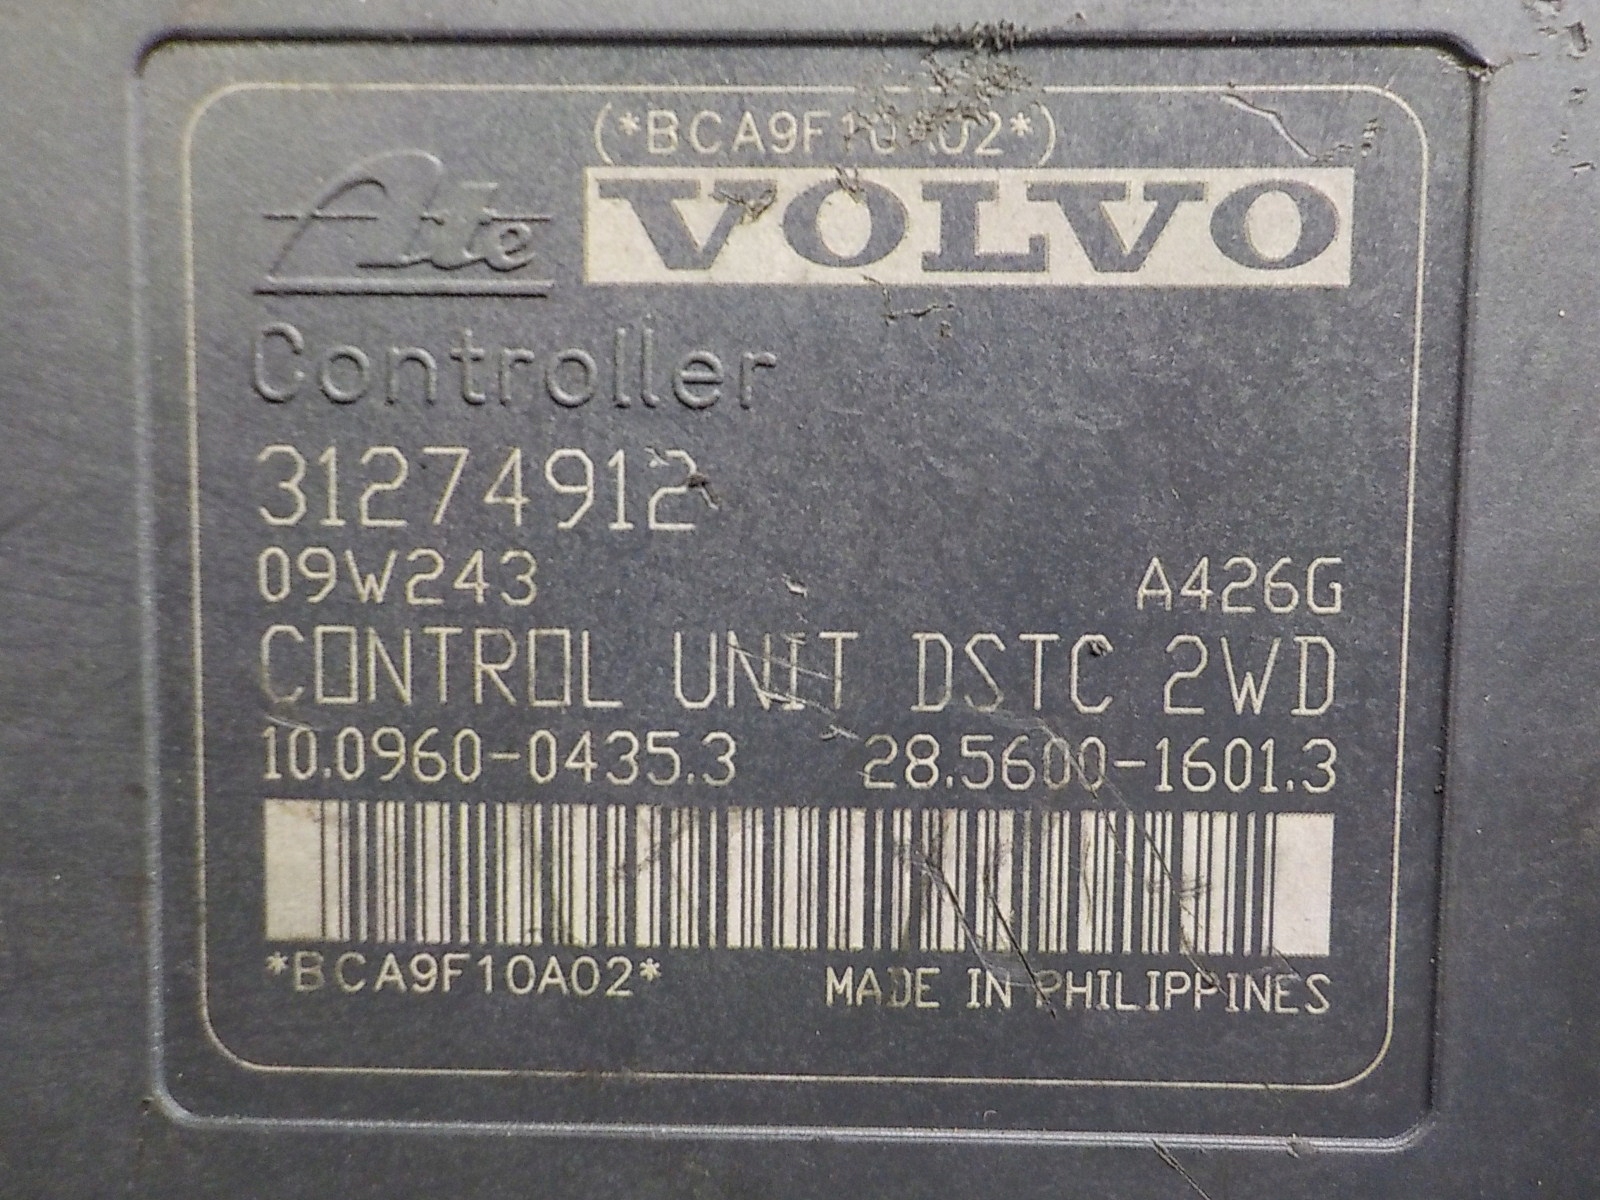 (*BCA9F10A02*)
Ate VOLVO
Controller
31274912
09W243 A426G
CONTROL UNIT DSTC 2WD
10.0960-0435.3 28.5600-1601.3
*BCA9F10A02* MADE IN PHILIPPINES